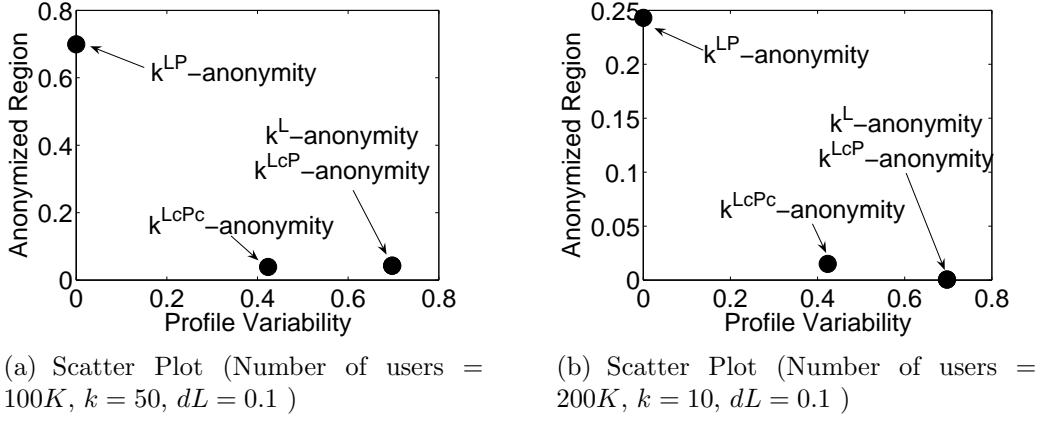 0.8
0.6
0.4
0.2
0
0 0.2 0.4 0.6 0.8
Anonymized Region
Profile Variability
k^LP−anonymity
k^L−anonymity
k^LcP−anonymity
k^LcPc−anonymity
(a) Scatter Plot (Number of users =
100K, k = 50, dL = 0.1 )
0.25
0.2
0.15
0.1
0.05
0
0 0.2 0.4 0.6 0.8
Anonymized Region
Profile Variability
k^LP−anonymity
k^L−anonymity
k^LcP−anonymity
k^LcPc−anonymity
(b) Scatter Plot (Number of users =
200K, k = 10, dL = 0.1 )